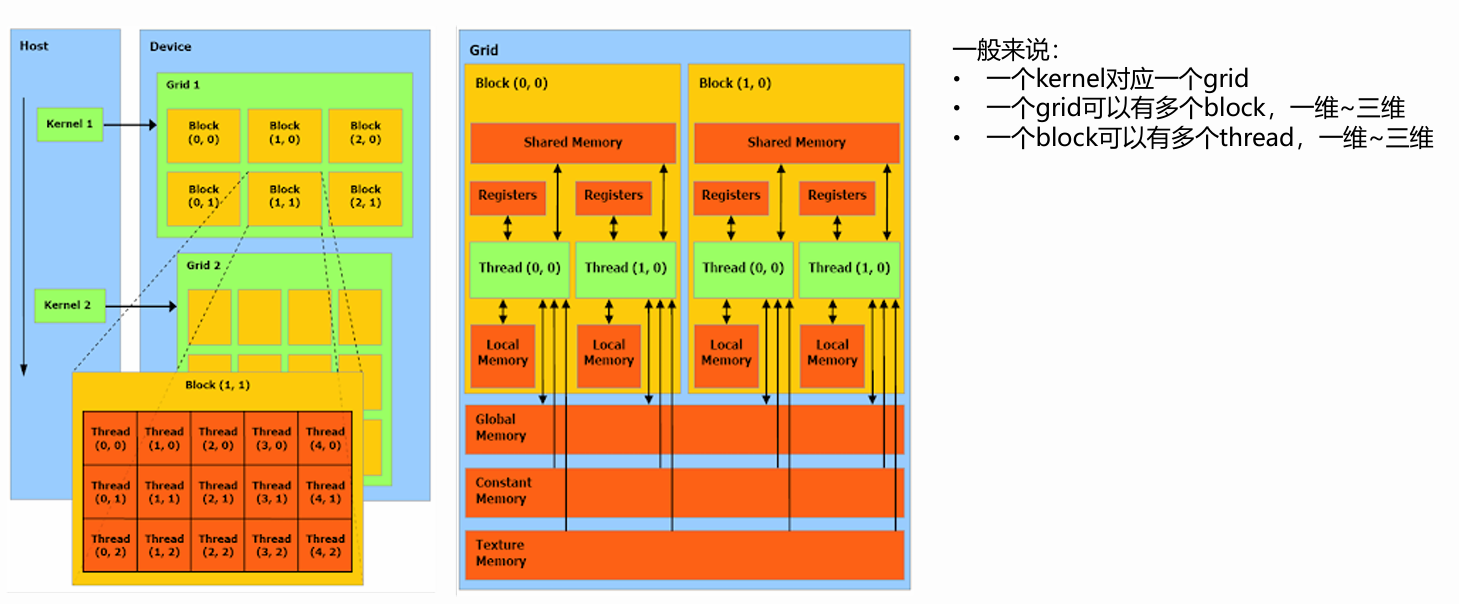 Host
Device
Grid 1
Kernel 1
Block
(0, 0)
Block
(1, 0)
Block
(2, 0)
Block
(0, 1)
Block
(1, 1)
Block
(2, 1)
Grid 2
Kernel 2
Block (1, 1)
Thread
(0, 0)
Thread
(1, 0)
Thread
(2, 0)
Thread
(3, 0)
Thread
(4, 0)
Thread
(0, 1)
Thread
(1, 1)
Thread
(2, 1)
Thread
(3, 1)
Thread
(4, 1)
Thread
(0, 2)
Thread
(1, 2)
Thread
(2, 2)
Thread
(3, 2)
Thread
(4, 2)
Grid
Block (0, 0)
Shared Memory
Registers
Registers
Thread (0, 0)
Thread (1, 0)
Local
Memory
Local
Memory
Block (1, 0)
Shared Memory
Registers
Registers
Thread (0, 0)
Thread (1, 0)
Local
Memory
Local
Memory
Global
Memory
Constant
Memory
Texture
Memory
一般来说：
• 一个kernel对应一个grid
• 一个grid可以有多个block，一维~三维
• 一个block可以有多个thread，一维~三维